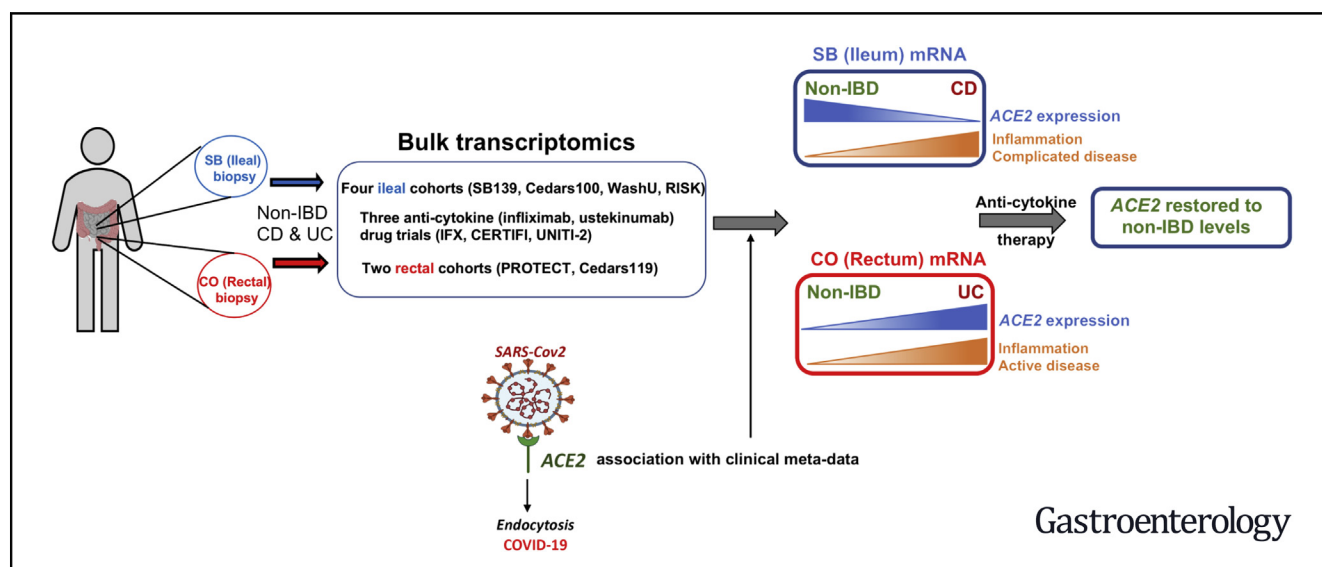 SB (Ileal)
biopsy
Non-IBD
CD & UC
CO (Rectal)
biopsy
Bulk transcriptomics
Four ileal cohorts (SB139, Cedars100, WashU, RISK)
Three anti-cytokine (infliximab, ustekinumab)
drug trials (IFX, CERTIFI, UNITI-2)
Two rectal cohorts (PROTECT, Cedars119)
SARS-Cov2
ACE2 association with clinical meta-data
Endocytosis
COVID-19
SB (Ileum) mRNA
Non-IBD CD
ACE2 expression
Inflammation
Complicated disease
CO (Rectum) mRNA
Non-IBD UC
ACE2 expression
Inflammation
Active disease
Anti-cytokine
therapy
ACE2 restored to
non-IBD levels
Gastroenterology